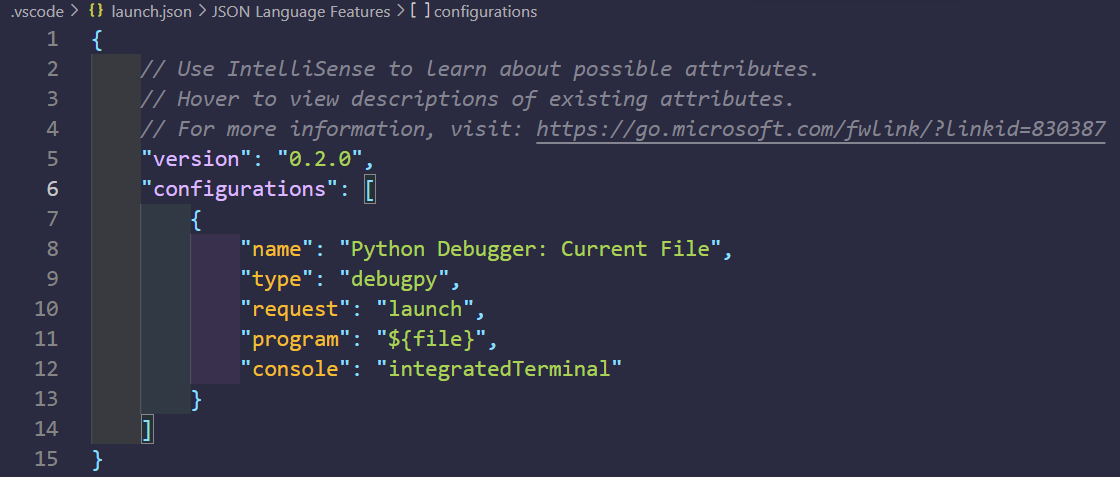 .vscode > {} launch.json > JSON Language Features > [ ] configurations
1 {
2 // Use IntelliSense to learn about possible attributes.
3 // Hover to view descriptions of existing attributes.
4 // For more information, visit: https://go.microsoft.com/fwlink/?linkid=830387
5 "version": "0.2.0",
6 "configurations": [
7 {
8 "name": "Python Debugger: Current File",
9 "type": "debugpy",
10 "request": "launch",
11 "program": "${file}",
12 "console": "integratedTerminal"
13 }
14 ]
15 }